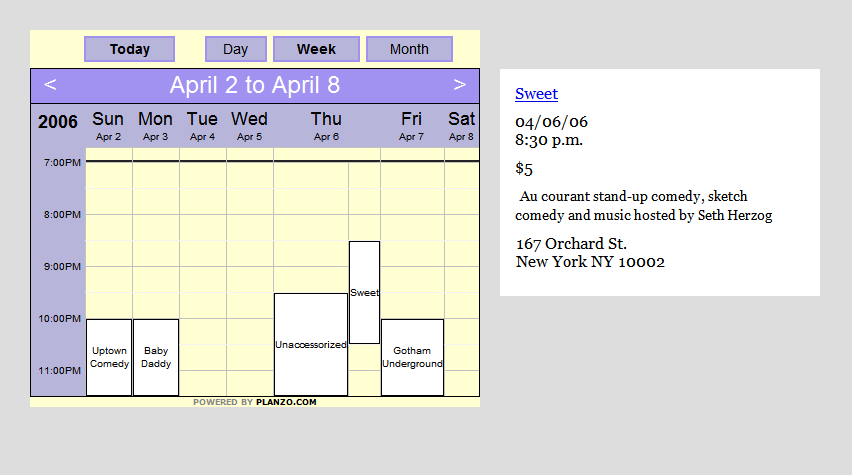 Today Day Week Month
< April 2 to April 8 >
2006 Sun Mon Tue Wed Thu Fri Sat
Apr 2 Apr 3 Apr 4 Apr 5 Apr 6 Apr 7 Apr 8
7:00PM
8:00PM
9:00PM
Sweet
10:00PM
Unaccessorized
Uptown Baby Gotham
Comedy Daddy Underground
11:00PM
POWERED BY PLANZO.COM
Sweet
04/06/06
8:30 p.m.
$5
Au courant stand-up comedy, sketch
comedy and music hosted by Seth Herzog
167 Orchard St.
New York NY 10002